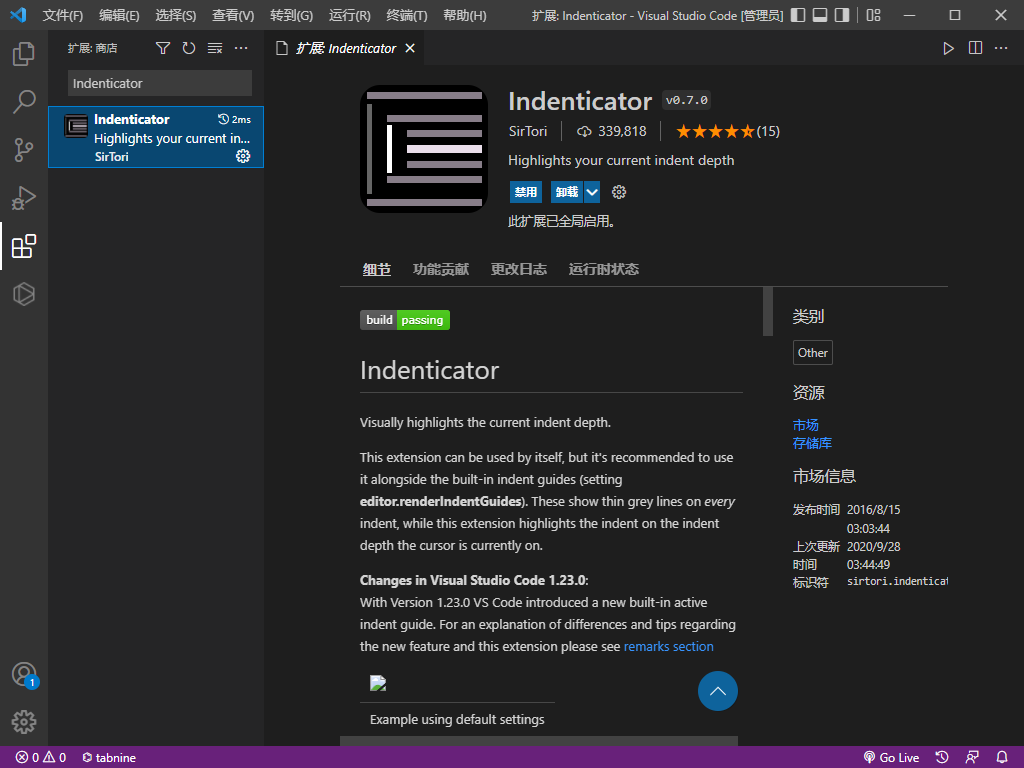 文件(F) 编辑(E) 选择(S) 查看(V) 转到(G) 运行(R) 终端(T) 帮助(H) 扩展: Indenticator - Visual Studio Code [管理员]
扩展: 商店
扩展: Indenticator
Indenticator
Indenticator 2ms
Highlights your current in...
SirTori
Indenticator v0.7.0
SirTori 339,818 (15)
Highlights your current indent depth
禁用 卸载
此扩展已全局启用。
细节 功能贡献 更改日志 运行时状态
build passing
Indenticator
Visually highlights the current indent depth.
This extension can be used by itself, but it's recommended to use
it alongside the built-in indent guides (setting
editor.renderIndentGuides). These show thin grey lines on every
indent, while this extension highlights the indent on the indent
depth the cursor is currently on.
Changes in Visual Studio Code 1.23.0:
With Version 1.23.0 VS Code introduced a new built-in active
indent guide. For an explanation of differences and tips regarding
the new feature and this extension please see remarks section
Example using default settings
类别
Other
资源
市场
存储库
市场信息
发布时间 2016/8/15
03:03:44
上次更新 2020/9/28
时间 03:44:49
标识符 sirtori.indenticat
1
0 0 tabnine Go Live